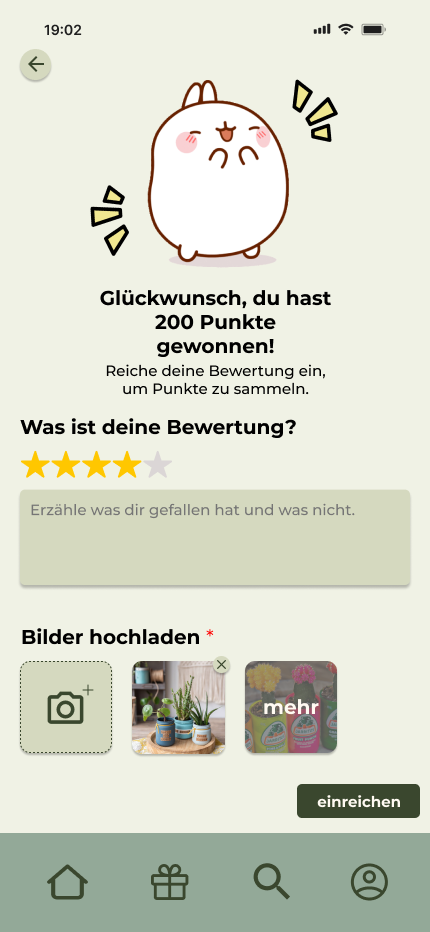 19:02
Glückwunsch, du hast
200 Punkte
gewonnen!
Reiche deine Bewertung ein,
um Punkte zu sammeln.
Was ist deine Bewertung?
Erzähle was dir gefallen hat und was nicht.
Bilder hochladen *
mehr
einreichen